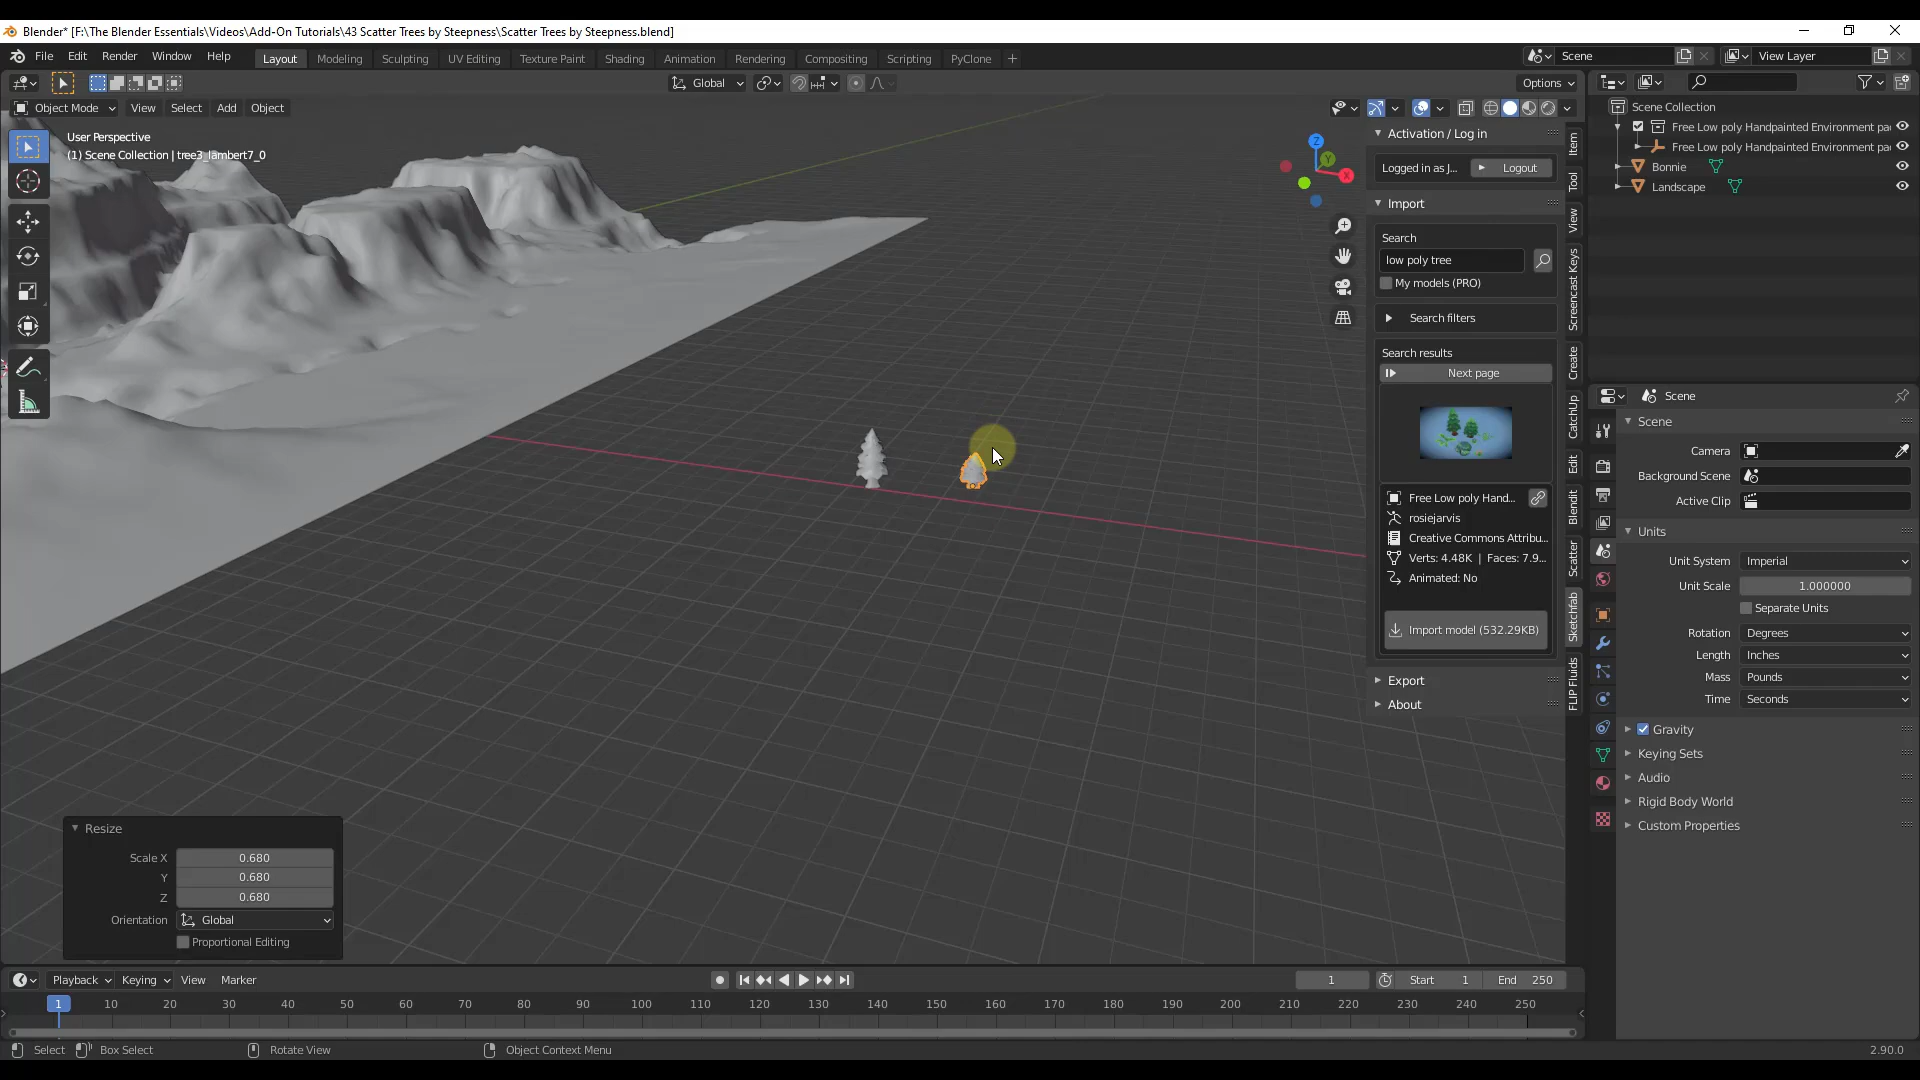 Blender* [F:\The Blender Essentials\Videos\Add-On Tutorials\43 Scatter Trees by Steepness\Scatter Trees by Steepness.blend]
File Edit Render Window Help Layout Modeling Sculpting UV Editing Texture Paint Shading Animation Rendering Compositing Scripting PyClone + Scene View Layer
Global Options
Object Mode View Select Add Object
User Perspective
(1) Scene Collection | tree3_lambert7_0
Z
Y
X
Activation / Log in
Logged in as J... Logout
Import
Search
low poly tree
My models (PRO)
Search filters
Search results
Next page
Free Low poly Hand...
rosiejarvis
Creative Commons Attribu...
Verts: 4.48K | Faces: 7.9...
Animated: No
Import model (532.29KB)
Export
About
Item
Tool
View
Screencast Keys
Create
CatchUp
Edit
Blendit
Scatter
Sketchfab
FLIP Fluids
Scene Collection
Free Low poly Handpainted Environment pa
Free Low poly Handpainted Environment pa
Bonnie
Landscape
Scene
Scene
Camera
Background Scene
Active Clip
Units
Unit System Imperial
Unit Scale 1.000000
Separate Units
Rotation Degrees
Length Inches
Mass Pounds
Time Seconds
Gravity
Keying Sets
Audio
Rigid Body World
Custom Properties
Resize
Scale X 0.680
Y 0.680
Z 0.680
Orientation Global
Proportional Editing
Playback Keying View Marker 1 Start 1 End 250
1 10 20 30 40 50 60 70 80 90 100 110 120 130 140 150 160 170 180 190 200 210 220 230 240 250
Select Box Select Rotate View Object Context Menu 2.90.0